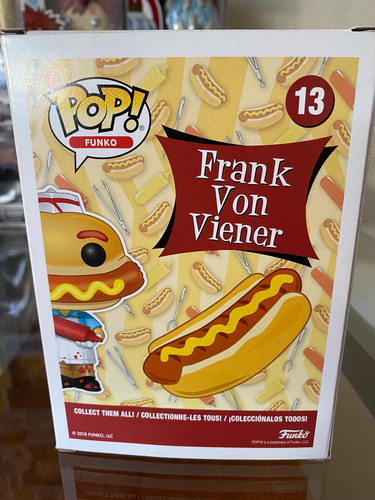 POP!
®
FUNKO
13
Frank
Von
Viener
COLLECT THEM ALL! / COLLECTIONNE-LES TOUS! / ¡COLECCIÓNALOS TODOS!
© 2018 FUNKO, LLC
Funko
POP!® is a trademark of Funko, LLC.